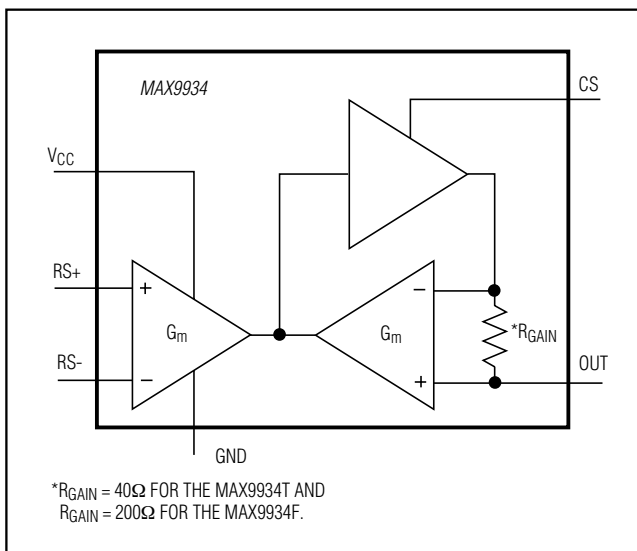 MAX9934
CS
VCC
RS+
+
Gm
RS-
−
−
Gm
+
*RGAIN
OUT
GND
*RGAIN = 40Ω FOR THE MAX9934T AND
RGAIN = 200Ω FOR THE MAX9934F.